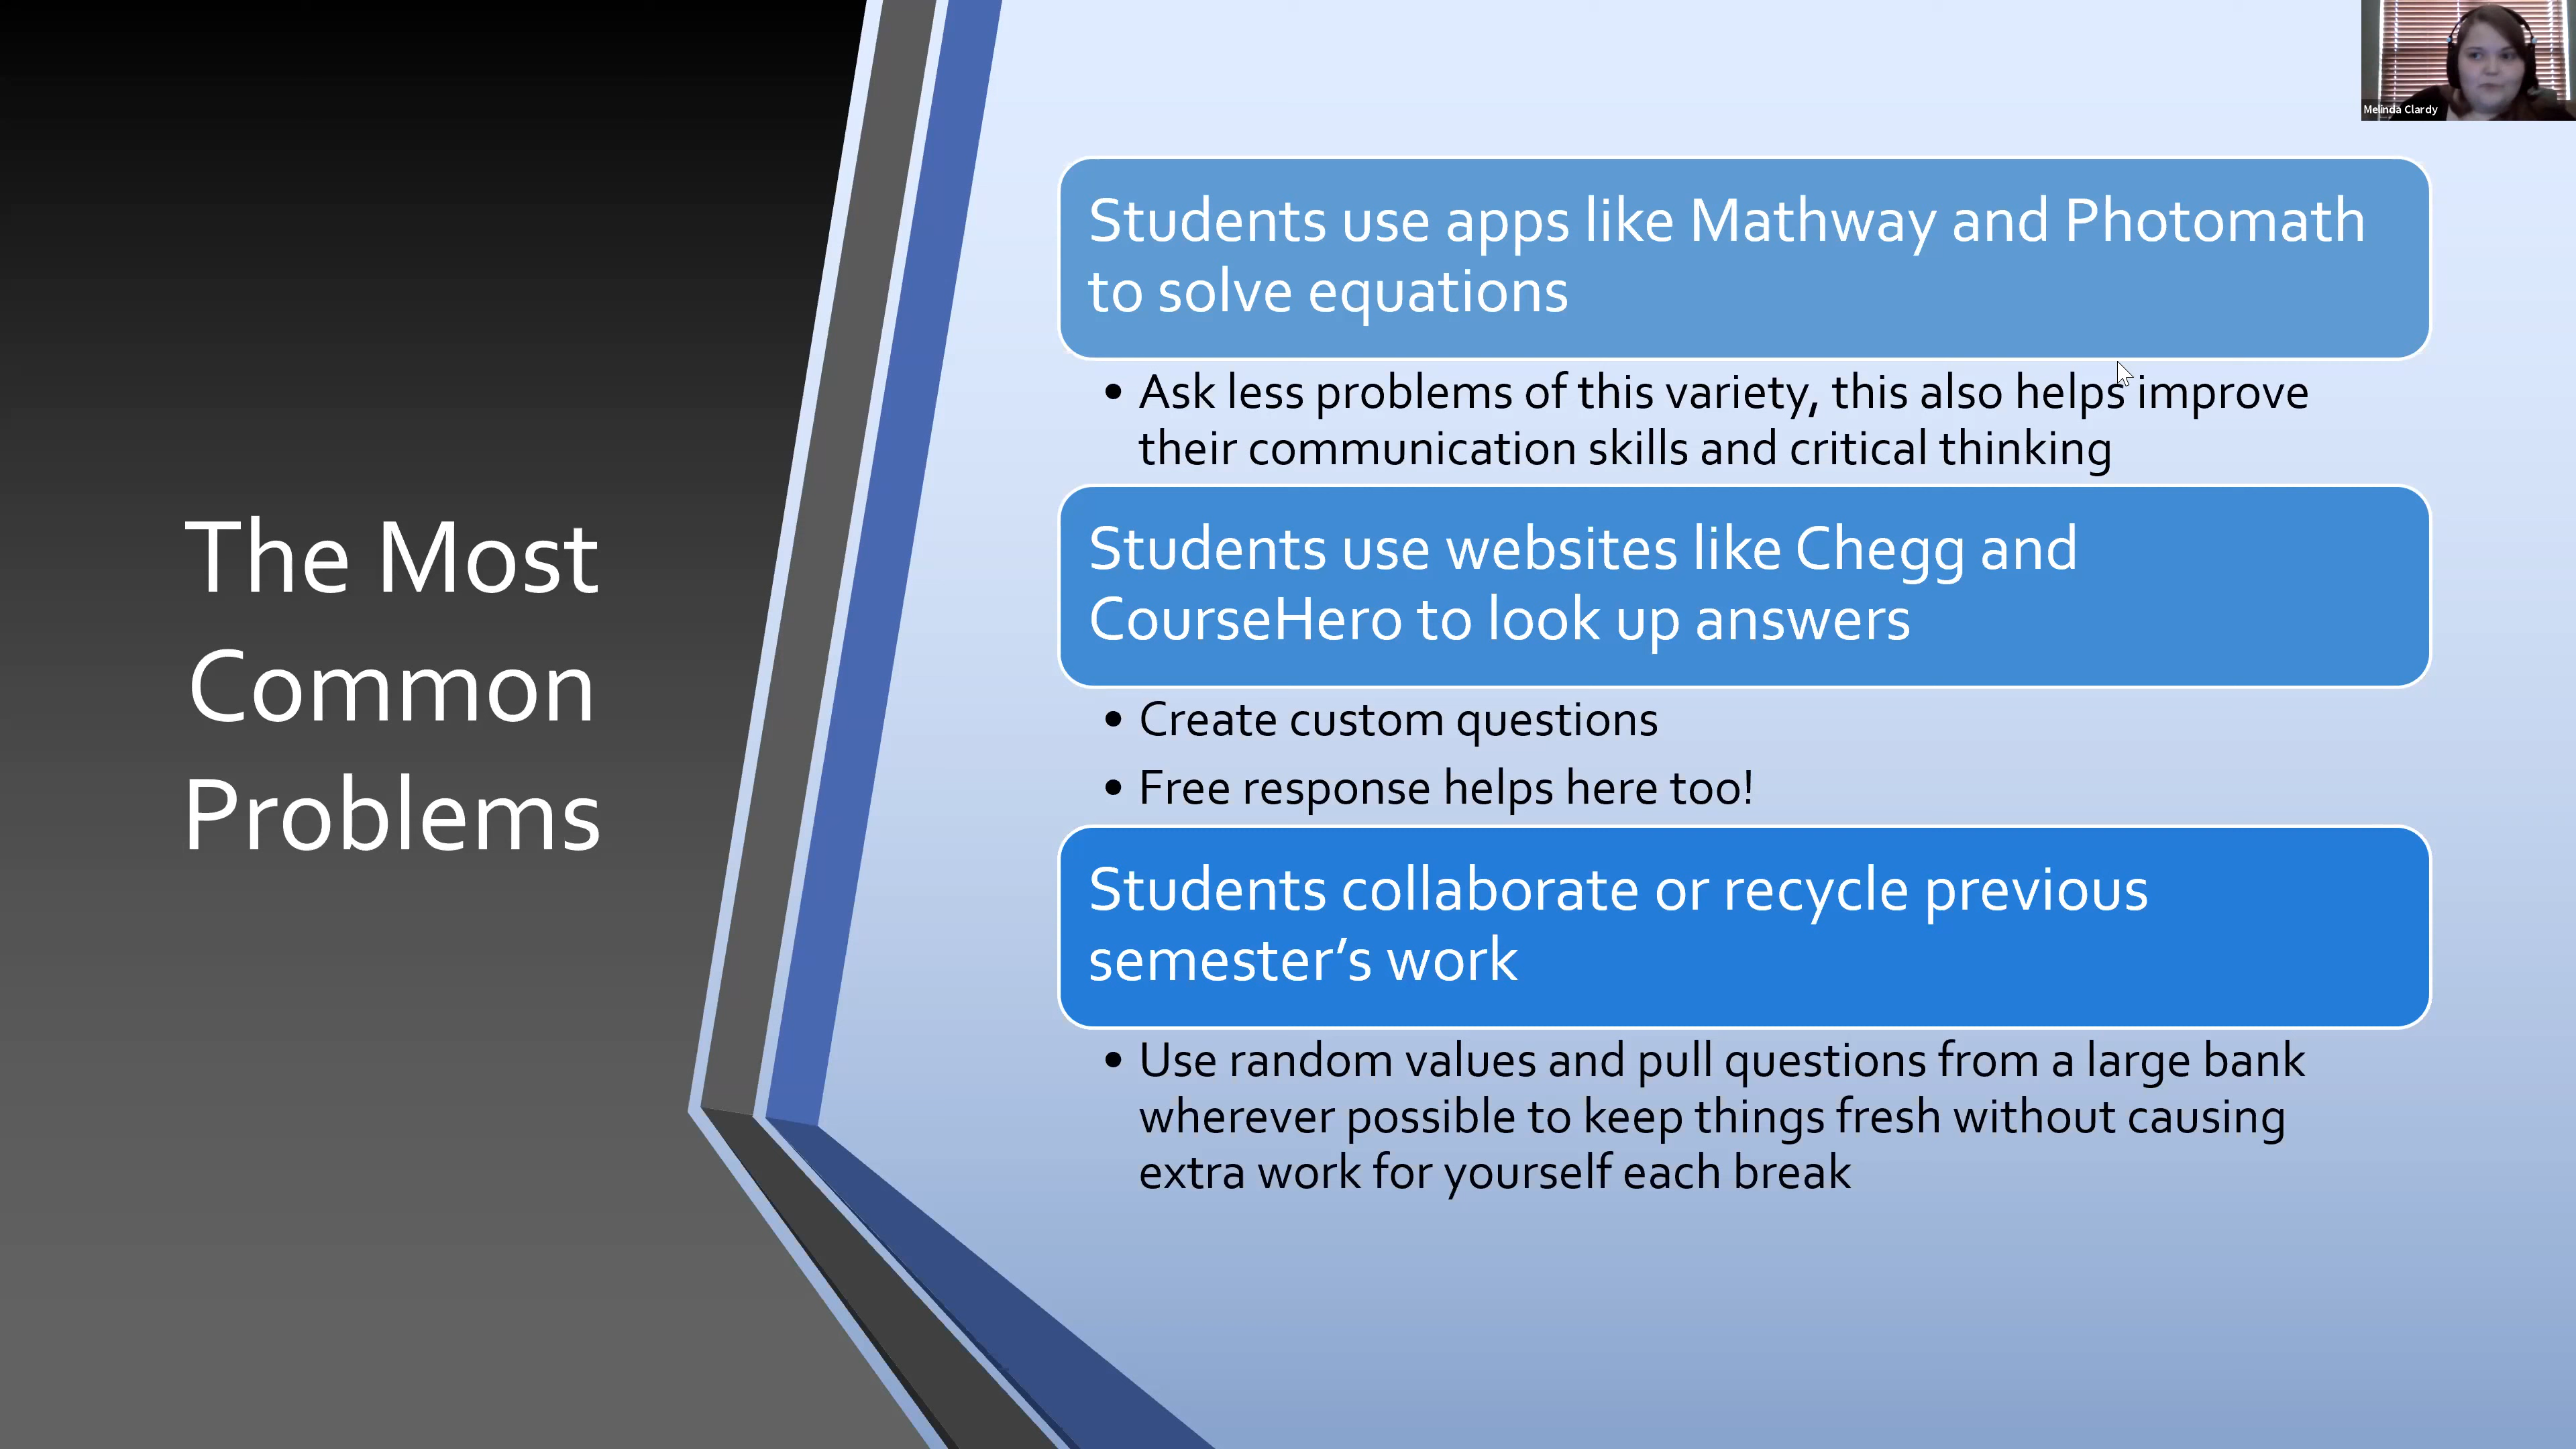 The Most
Common
Problems
Students use apps like Mathway and Photomath
to solve equations
• Ask less problems of this variety, this also helps improve
their communication skills and critical thinking
Students use websites like Chegg and
CourseHero to look up answers
• Create custom questions
• Free response helps here too!
Students collaborate or recycle previous
semester’s work
• Use random values and pull questions from a large bank
wherever possible to keep things fresh without causing
extra work for yourself each break
Melinda Clardy